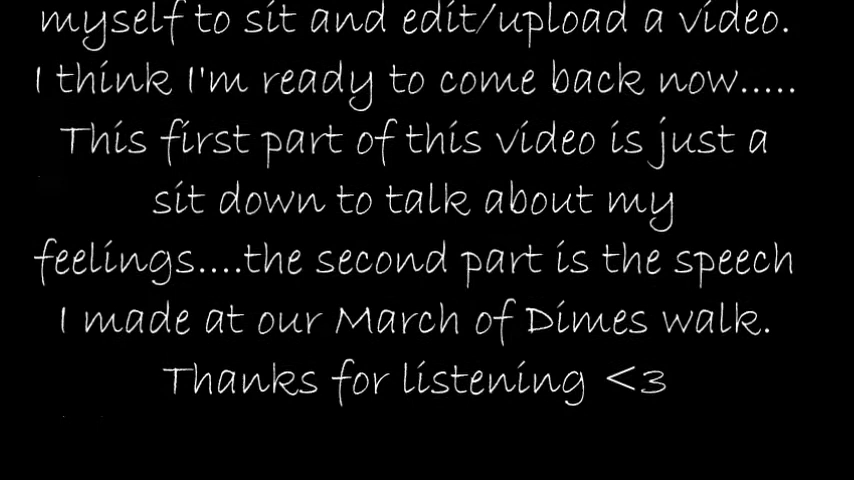 myself to sit and edit/upload a video.
I think I'm ready to come back now.....
This first part of this video is just a
sit down to talk about my
feelings....the second part is the speech
I made at our March of Dimes walk.
Thanks for listening <3